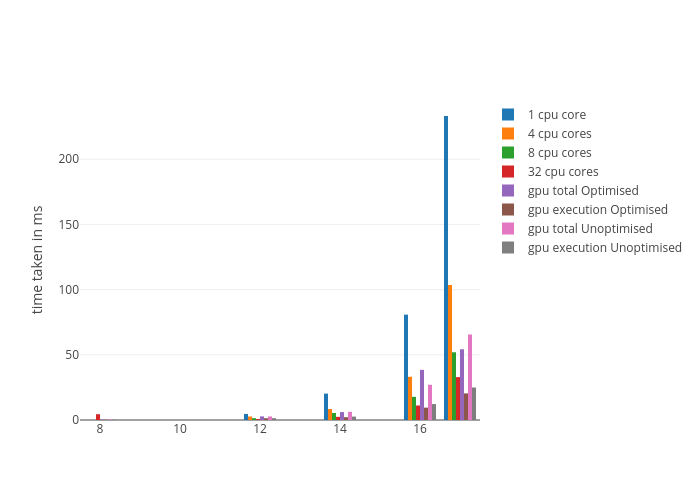 1 cpu core
4 cpu cores
8 cpu cores
32 cpu cores
gpu total Optimised
gpu execution Optimised
gpu total Unoptimised
gpu execution Unoptimised
time taken in ms
200
150
100
50
0
8 10 12 14 16